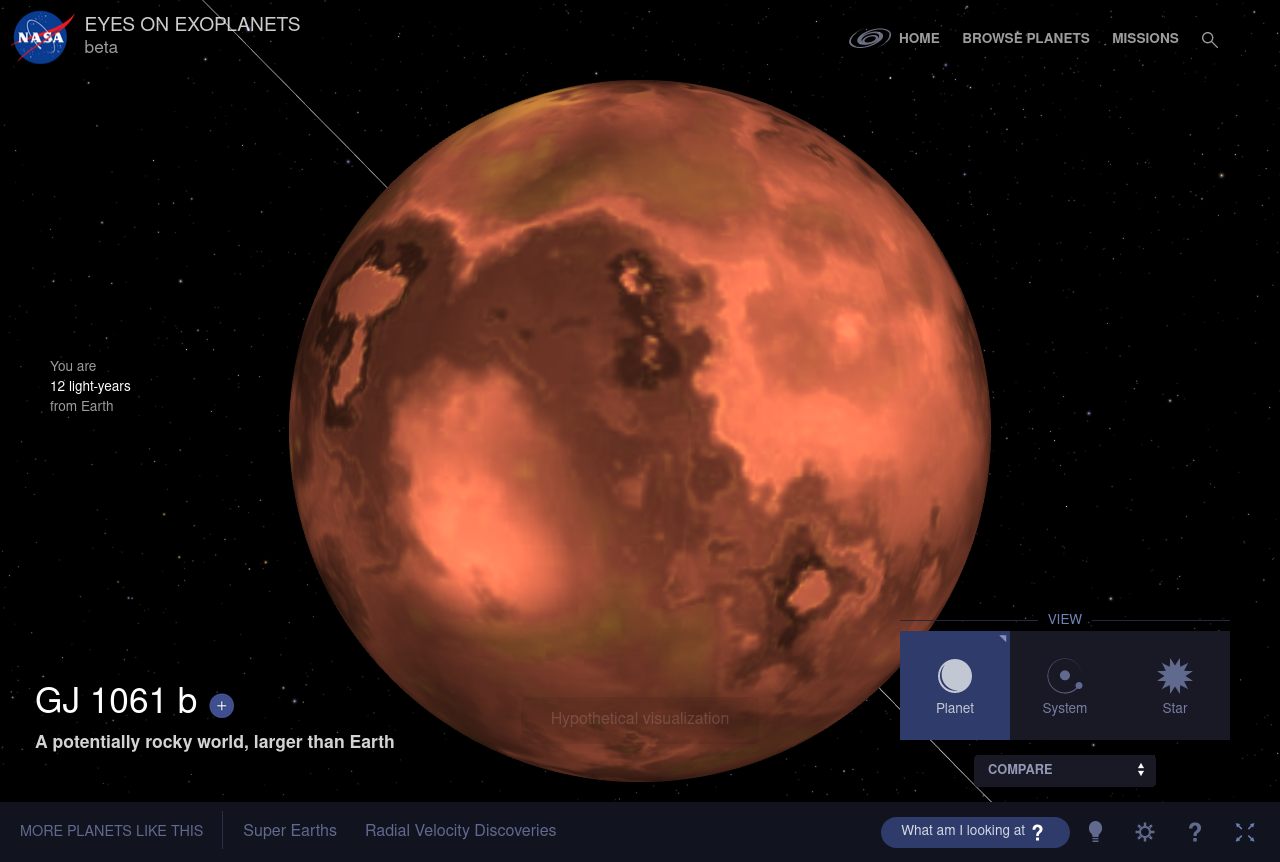 NASA
EYES ON EXOPLANETS
beta
HOME
BROWSE PLANETS
MISSIONS
You are
12 light-years
from Earth
VIEW
Planet
System
Star
GJ 1061 b +
A potentially rocky world, larger than Earth
Hypothetical visualization
COMPARE
MORE PLANETS LIKE THIS
Super Earths
Radial Velocity Discoveries
What am I looking at ?
?